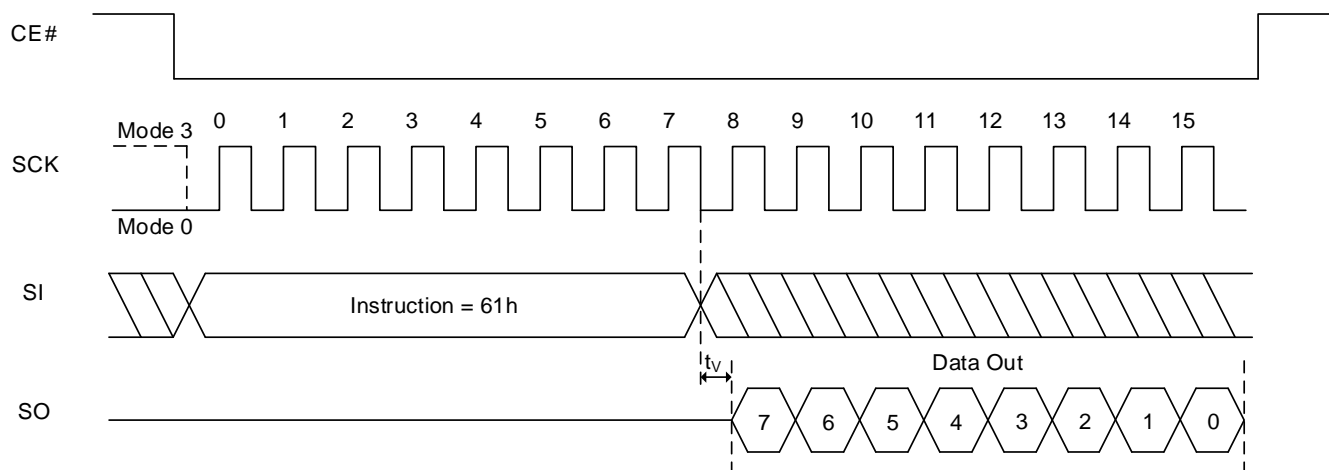 CE#
0 1 2 3 4 5 6 7 8 9 10 11 12 13 14 15
Mode 3
SCK
Mode 0
SI
Instruction = 61h
tV
Data Out
SO
7 6 5 4 3 2 1 0